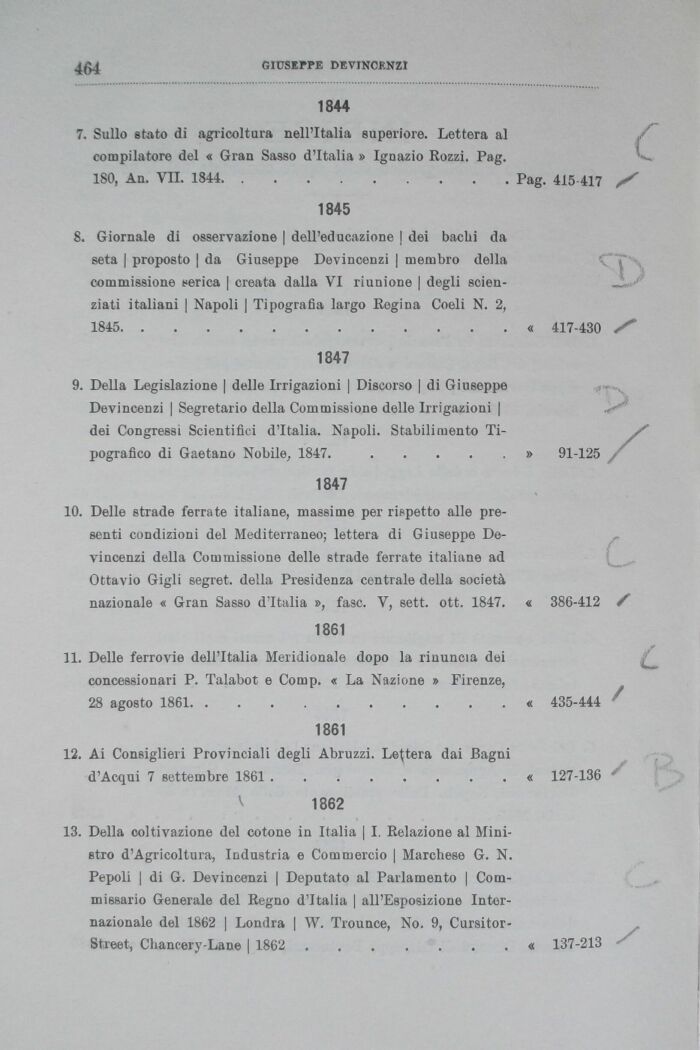 464
GIUSEPPE DEVINCENZI
1844
7. Sullo stato di agricoltura nell'Italia superiore. Lettera al
compilatore del « Gran Sasso d'Italia » Ignazio Rozzi. Pag.
180, An. VII. 1844. . . . . . . . . . Pag. 415-417
C
1845
8. Giornale di osservazione | dell'educazione | dei bachi da
seta | proposto | da Giuseppe Devincenzi | membro della
commissione serica | creata dalla VI riunione | degli scien-
ziati italiani | Napoli | Tipografia largo Regina Coeli N. 2,
1845. . . . . . . . . . . . . « 417-430
D
1847
9. Della Legislazione | delle Irrigazioni | Discorso | di Giuseppe
Devincenzi | Segretario della Commissione delle Irrigazioni |
dei Congressi Scientifici d'Italia. Napoli. Stabilimento Ti-
pografico di Gaetano Nobile, 1847. . . . . . » 91-125
D
1847
10. Delle strade ferrate italiane, massime per rispetto alle pre-
senti condizioni del Mediterraneo; lettera di Giuseppe De-
vincenzi della Commissione delle strade ferrate italiane ad
Ottavio Gigli segret. della Presidenza centrale della società
nazionale « Gran Sasso d'Italia », fasc. V, sett. ott. 1847. « 386-412
C
1861
11. Delle ferrovie dell'Italia Meridionale dopo la rinuncia dei
concessionari P. Talabot e Comp. « La Nazione » Firenze,
28 agosto 1861. . . . . . . . . . . « 435-444
C
1861
12. Ai Consiglieri Provinciali degli Abruzzi. Lettera dai Bagni
d'Acqui 7 settembre 1861 . . . . . . . . « 127-136
B
1862
13. Della coltivazione del cotone in Italia | I. Relazione al Mini-
stro d'Agricoltura, Industria e Commercio | Marchese G. N.
Pepoli | di G. Devincenzi | Deputato al Parlamento | Com-
missario Generale del Regno d'Italia | all'Esposizione Inter-
nazionale del 1862 | Londra | W. Trounce, No. 9, Cursitor-
Street, Chancery-Lane | 1862 . . . . . . . « 137-213
C